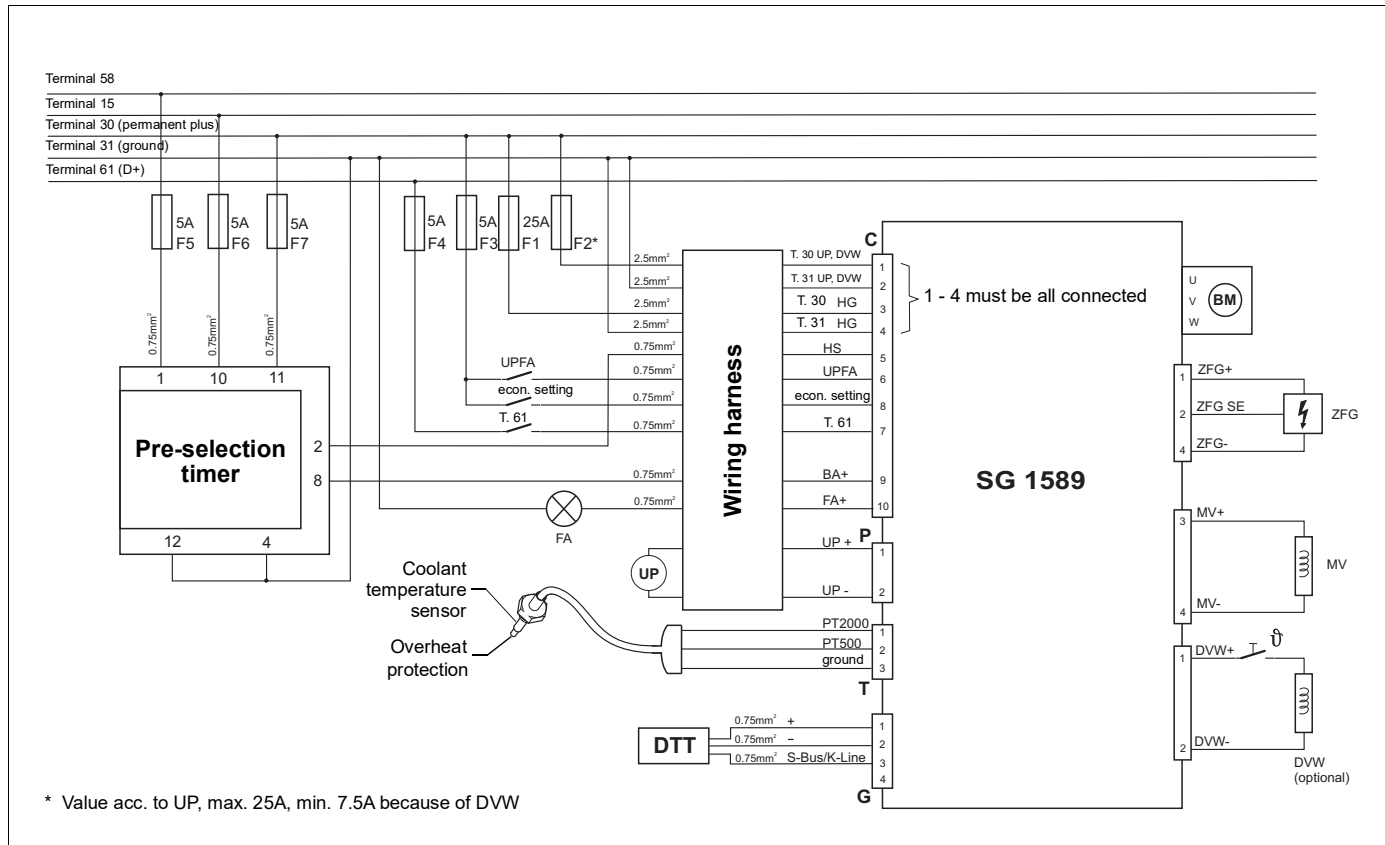 Terminal 58
Terminal 15
Terminal 30 (permanent plus)
Terminal 31 (ground)
Terminal 61 (D+)
5A
F5
5A
F6
5A
F7
5A
F4
5A
F3
25A
F1
F2*
0.75mm²
0.75mm²
0.75mm²
1
10
11
Pre-selection
timer
2
8
12
4
2.5mm²
2.5mm²
2.5mm²
2.5mm²
0.75mm²
UPFA
0.75mm²
econ. setting
0.75mm²
T. 61
0.75mm²
0.75mm²
0.75mm²
FA
UP
Wiring harness
C
T. 30 UP, DVW
1
T. 31 UP, DVW
2
T. 30 HG
3
T. 31 HG
4
HS
5
UPFA
6
econ. setting
8
T. 61
7
BA+
9
FA+
10
1 - 4 must be all connected
P
UP +
1
UP -
2
Coolant
temperature
sensor
Overheat
protection
PT2000
1
PT500
2
ground
3
T
DTT
0.75mm² +
1
0.75mm² −
2
0.75mm² S-Bus/K-Line
3
4
G
SG 1589
U
V
W
BM
1
ZFG+
2
ZFG SE
4
ZFG-
ZFG
3
MV+
4
MV-
MV
1
DVW+
ϑ
2
DVW-
DVW
(optional)
* Value acc. to UP, max. 25A, min. 7.5A because of DVW